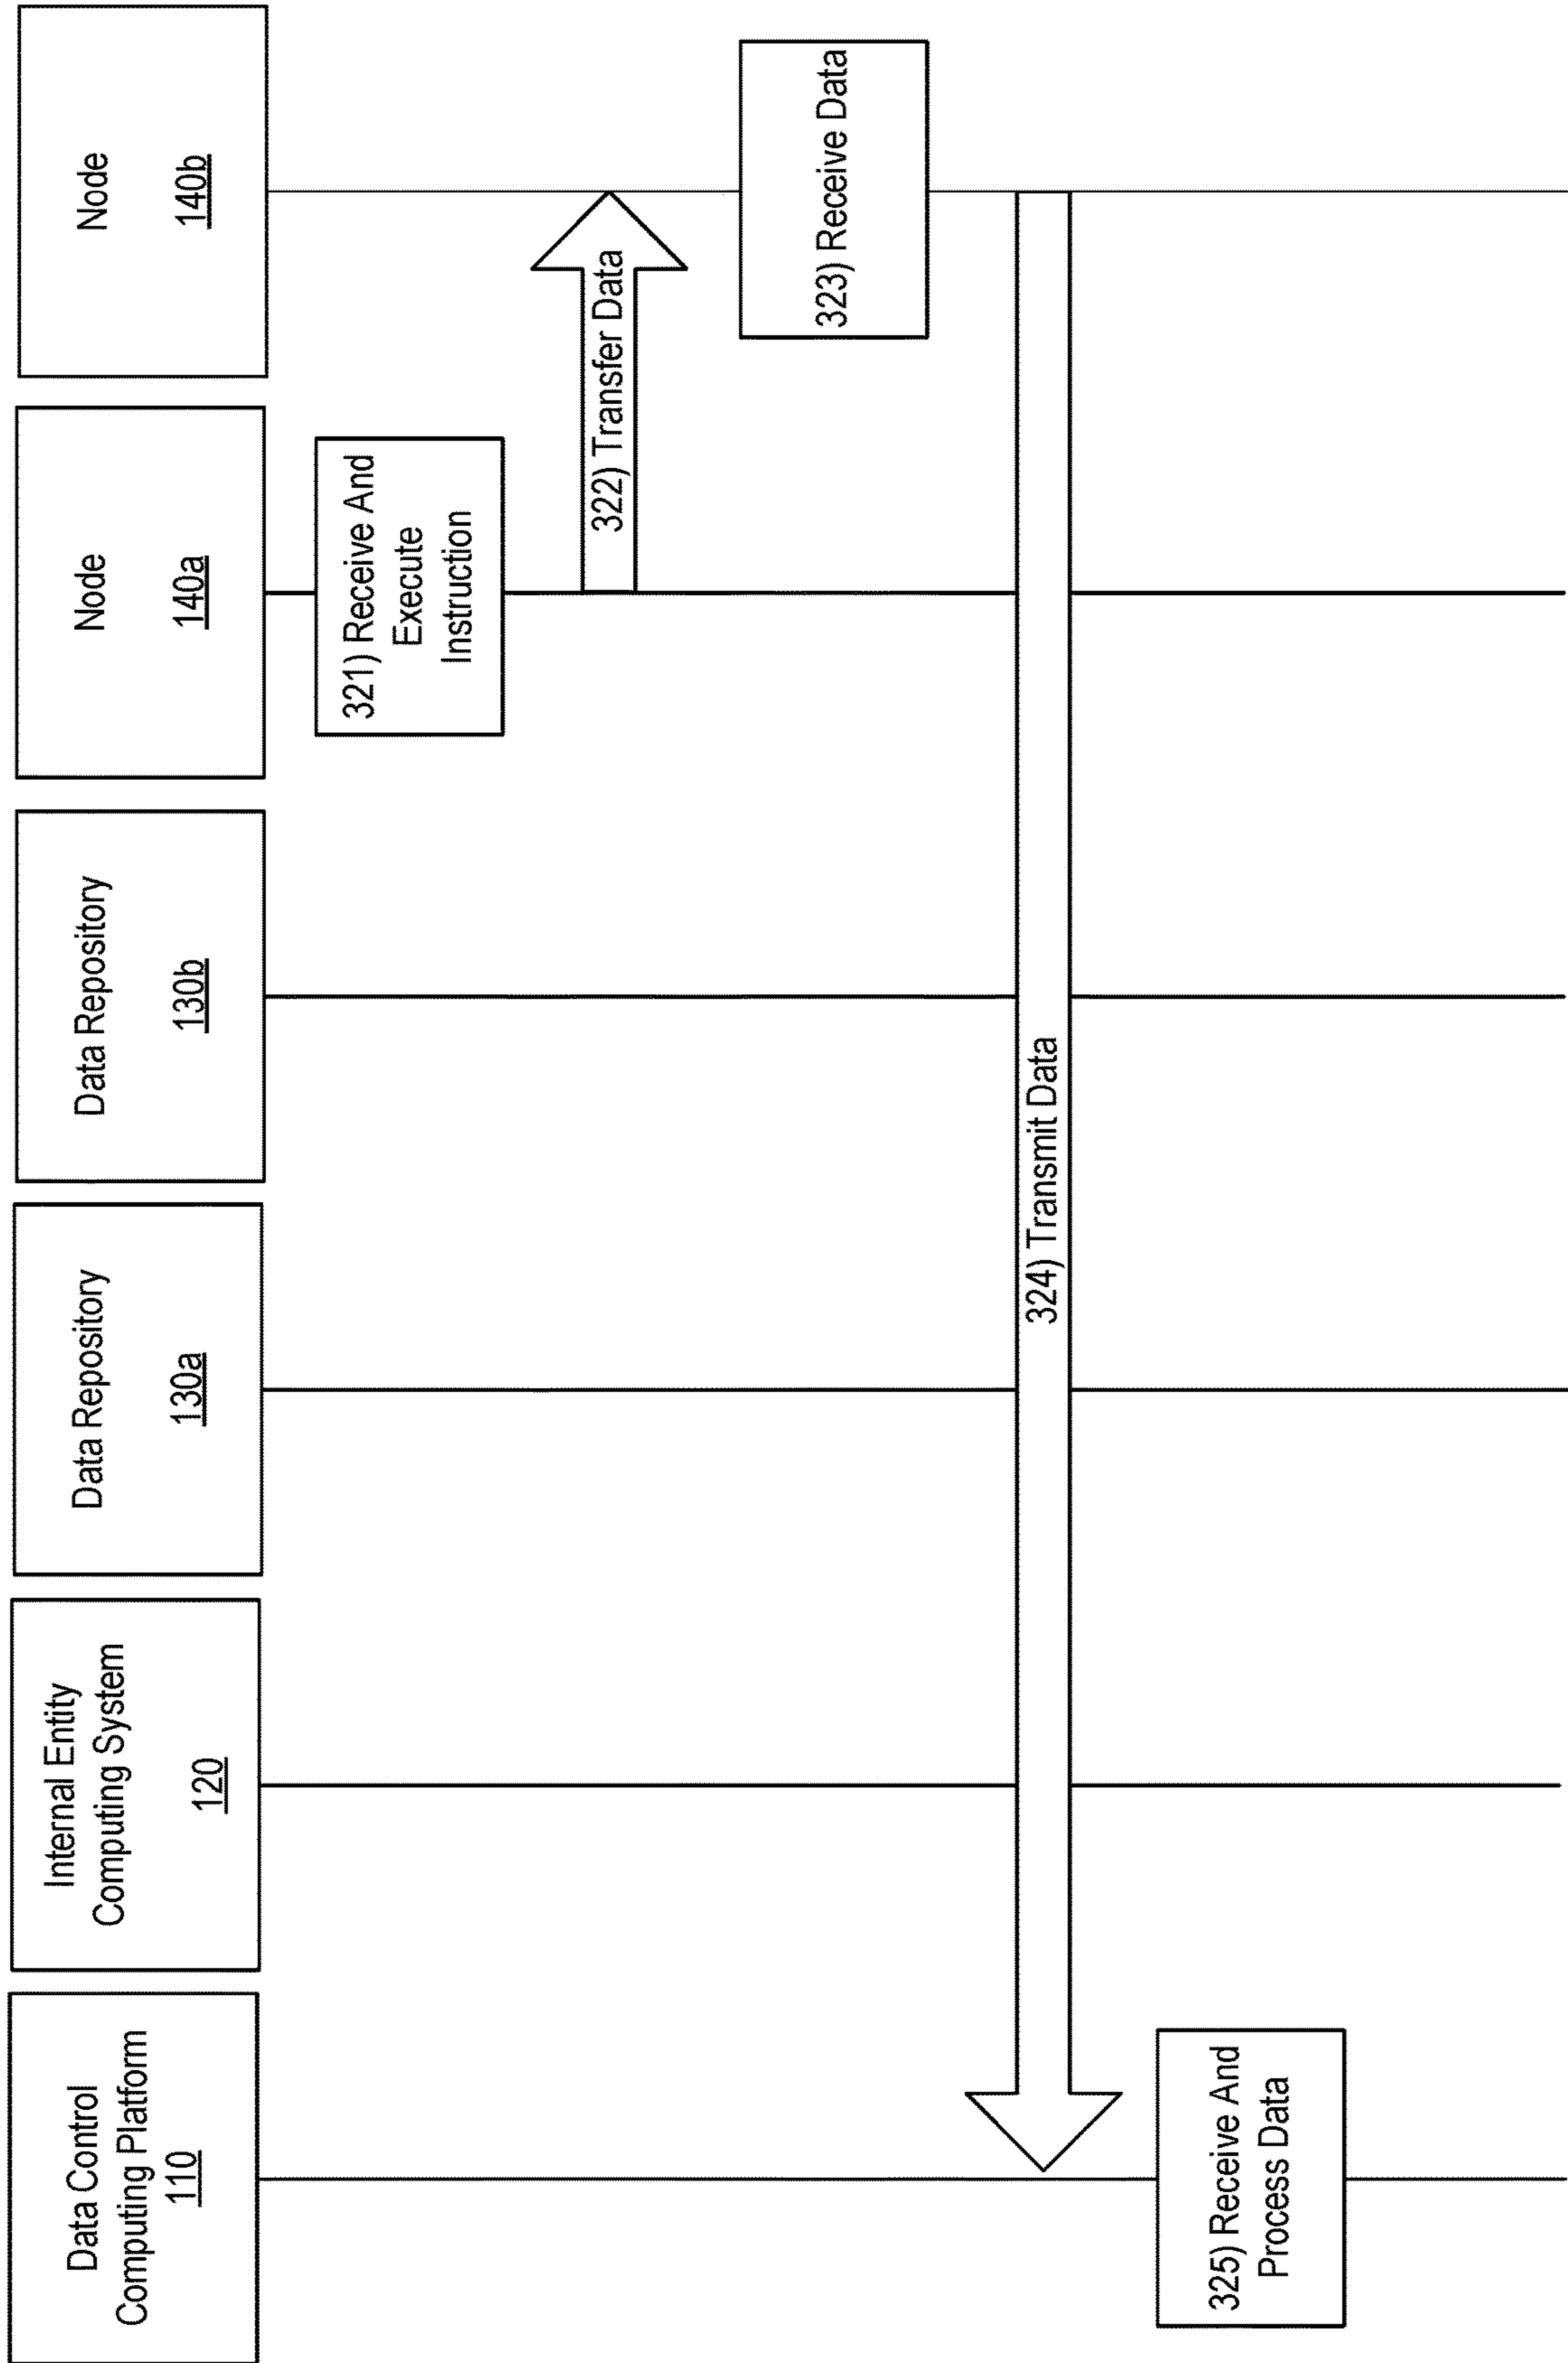 Data Control
Computing Platform
110
Internal Entity
Computing System
120
Data Repository
130a
Data Repository
130b
Node
140a
Node
140b
321) Receive And
Execute
Instruction
322) Transfer Data
323) Receive Data
324) Transmit Data
325) Receive And
Process Data